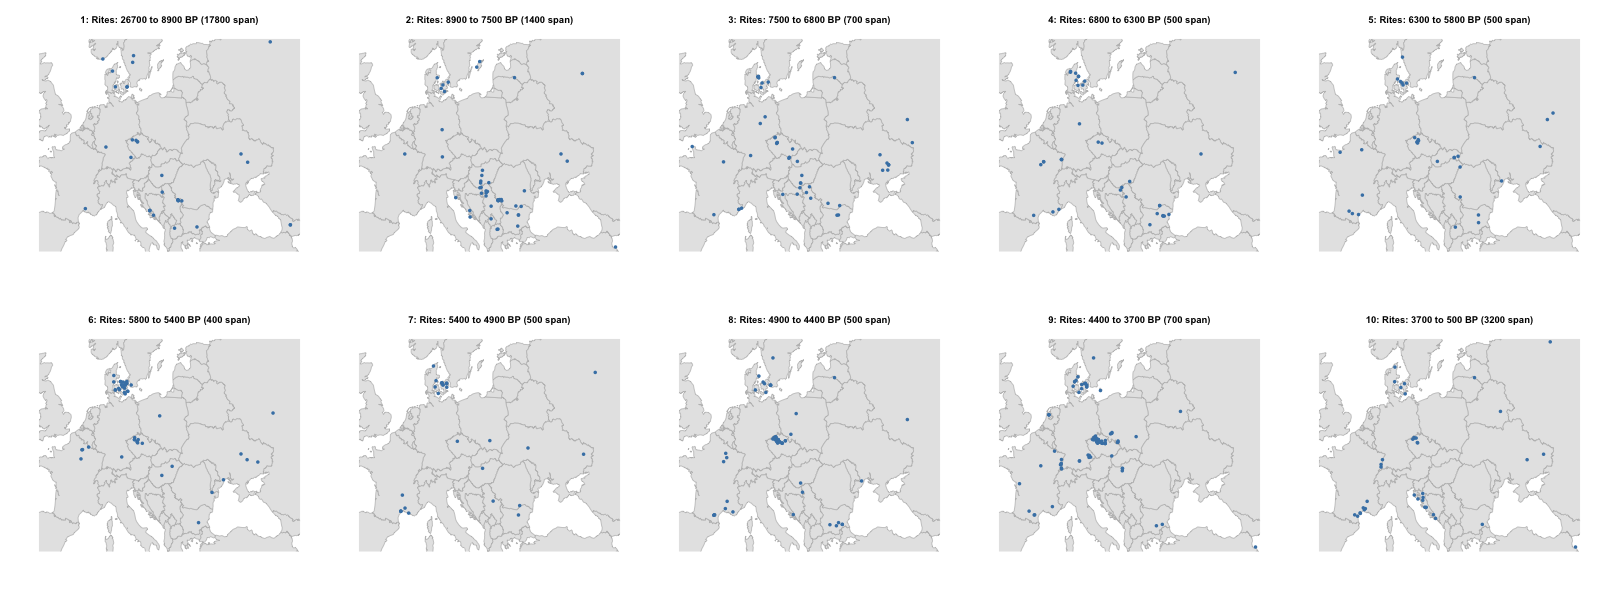 1: Rites: 26700 to 8900 BP (17800 span)
2: Rites: 8900 to 7500 BP (1400 span)
3: Rites: 7500 to 6800 BP (700 span)
4: Rites: 6800 to 6300 BP (500 span)
5: Rites: 6300 to 5800 BP (500 span)
6: Rites: 5800 to 5400 BP (400 span)
7: Rites: 5400 to 4900 BP (500 span)
8: Rites: 4900 to 4400 BP (500 span)
9: Rites: 4400 to 3700 BP (700 span)
10: Rites: 3700 to 500 BP (3200 span)